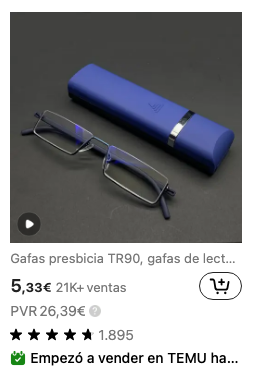 Gafas presbicia TR90, gafas de lect...
5,33€ 21K+ ventas
PVR 26,39€ ?
1.895
Empezó a vender en TEMU ha...